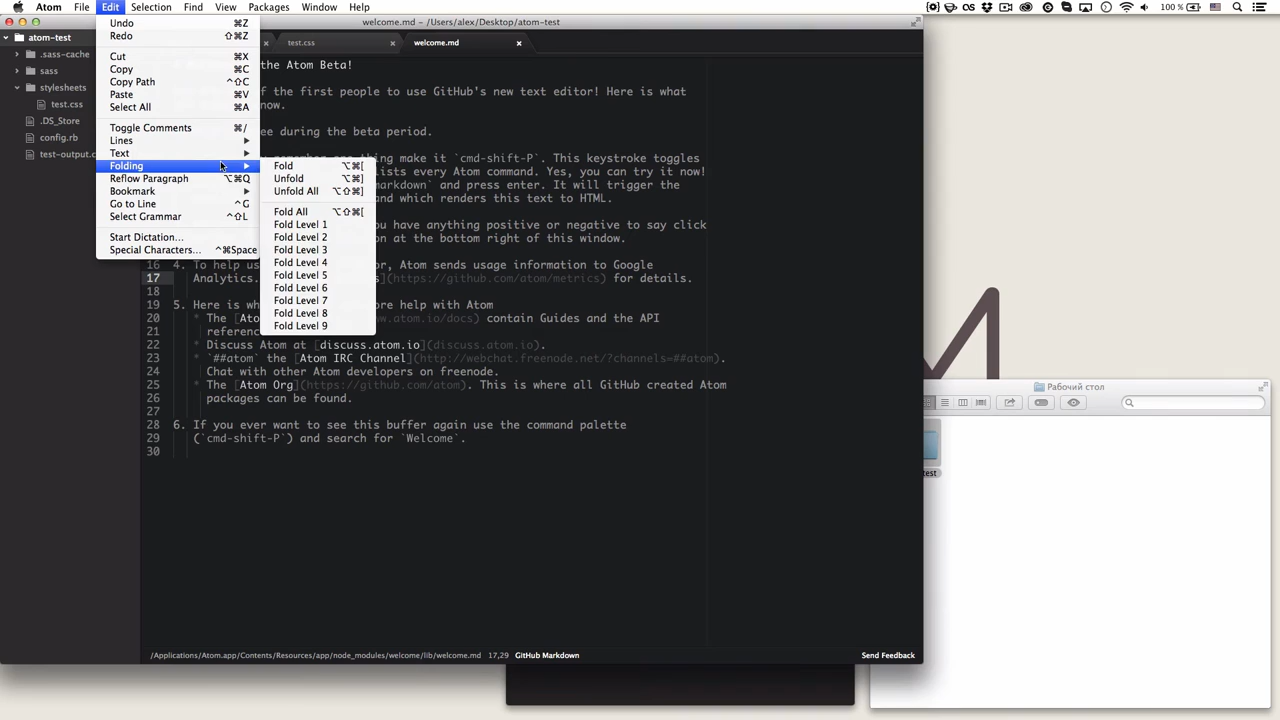 Atom File Edit Selection Find View Packages Window Help 100 %
welcome.md – /Users/alex/Desktop/atom-test
atom-test
.sass-cache
sass
stylesheets
test.css
.DS_Store
config.rb
test-output.c
Undo ⌘Z
Redo ⇧⌘Z
Cut ⌘X
Copy ⌘C
Copy Path ^⇧C
Paste ⌘V
Select All ⌘A
Toggle Comments ⌘/
Lines
Text
Folding
Reflow Paragraph ⌥⌘Q
Bookmark
Go to Line ^G
Select Grammar ^⇧L
Start Dictation...
Special Characters... ^⌘Space
Fold ⌥⌘[
Unfold ⌥⌘]
Unfold All ⌥⇧⌘]
Fold All ⌥⇧⌘[
Fold Level 1
Fold Level 2
Fold Level 3
Fold Level 4
Fold Level 5
Fold Level 6
Fold Level 7
Fold Level 8
Fold Level 9
test.css
welcome.md
the Atom Beta!
of the first people to use GitHub's new text editor! Here is what
now.
ee during the beta period.
thing make it `cmd-shift-P`. This keystroke toggles
lists every Atom command. Yes, you can try it now!
markdown` and press enter. It will trigger the
and which renders this text to HTML.
ou have anything positive or negative to say click
on at the bottom right of this window.
16 4. To help us or, Atom sends usage information to Google
17 Analytics. s](https://github.com/atom/metrics) for details.
18
19 5. Here is wh ore help with Atom
20 * The [Ato ww.atom.io/docs) contain Guides and the API
21 referenc
22 * Discuss Atom at [discuss.atom.io](discuss.atom.io).
23 * `##atom` the [Atom IRC Channel](http://webchat.freenode.net/?channels=##atom).
24 Chat with other Atom developers on freenode.
25 * The [Atom Org](https://github.com/atom). This is where all GitHub created Atom
26 packages can be found.
27
28 6. If you ever want to see this buffer again use the command palette
29 (`cmd-shift-P`) and search for `Welcome`.
30
/Applications/Atom.app/Contents/Resources/app/node_modules/welcome/lib/welcome.md 17,29 GitHub Markdown Send Feedback
Рабочий стол
test